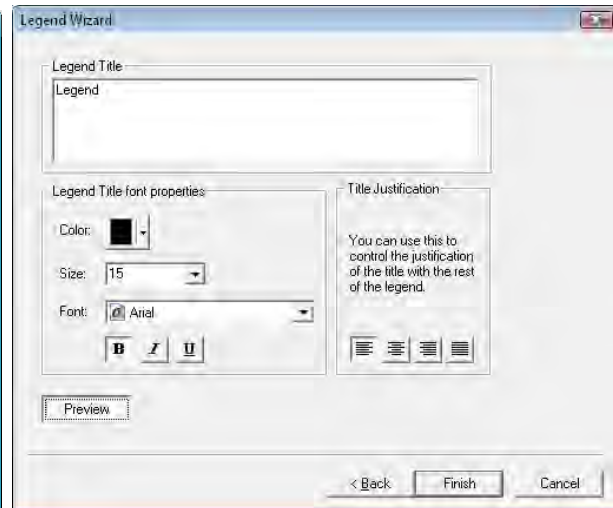 Legend Wizard
Legend Title
Legend
Legend Title font properties
Color:
Size: 15
Font: Arial
B I U
Title Justification
You can use this to
control the justification
of the title with the rest
of the legend.
Preview
< Back Finish Cancel